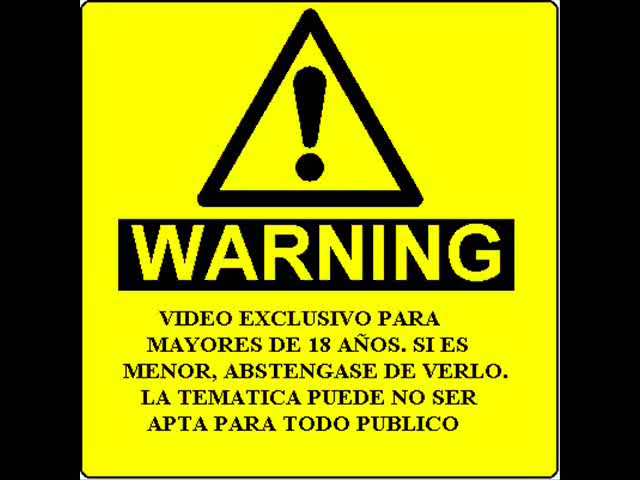 WARNING
VIDEO EXCLUSIVO PARA
MAYORES DE 18 AÑOS. SI ES
MENOR, ABSTENGASE DE VERLO.
LA TEMATICA PUEDE NO SER
APTA PARA TODO PUBLICO